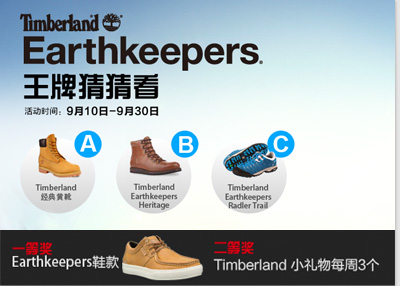 Timberland
Earthkeepers®
王牌猜猜看
活动时间：9月10日-9月30日
A
B
C
Timberland
经典黄靴
Timberland
Earthkeepers
Heritage
Timberland
Earthkeepers
Radler Trail
一等奖
Earthkeepers鞋款
二等奖
Timberland 小礼物每周3个